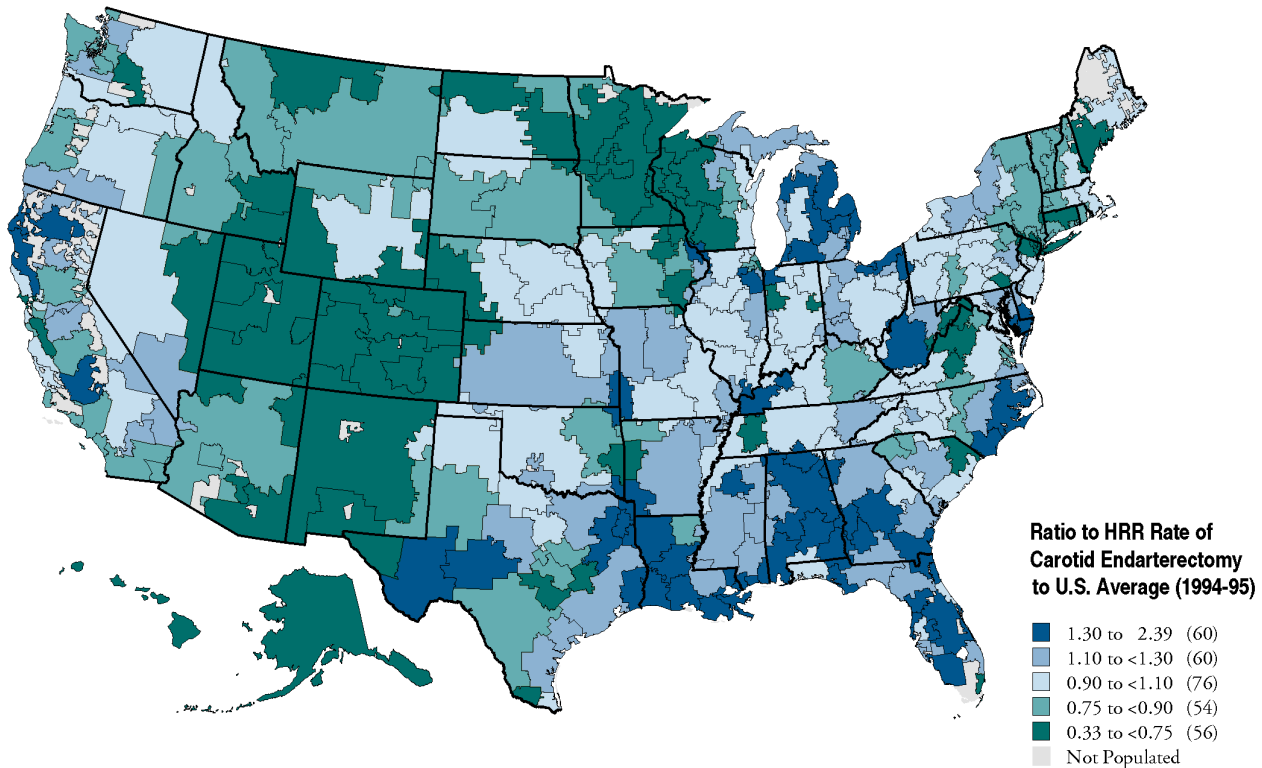 Ratio to HRR Rate of
Carotid Endarterectomy
to U.S. Average (1994-95)
1.30 to 2.39 (60)
1.10 to <1.30 (60)
0.90 to <1.10 (76)
0.75 to <0.90 (54)
0.33 to <0.75 (56)
Not Populated